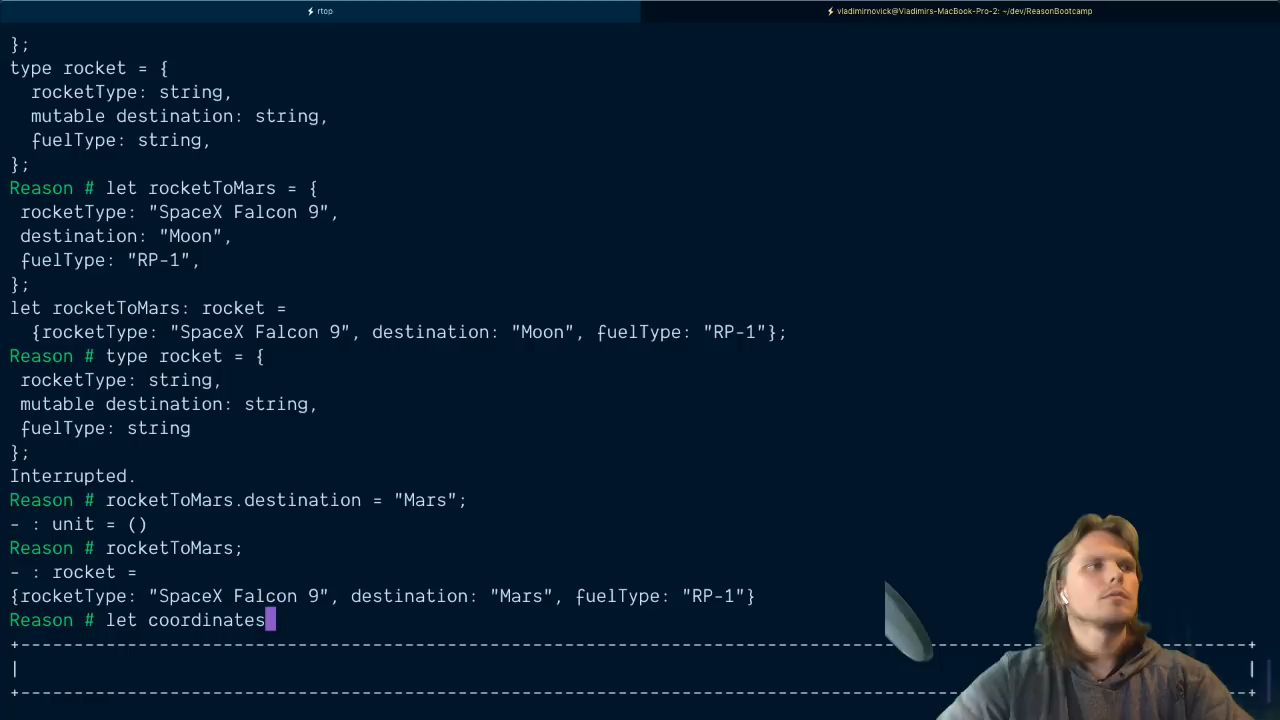 ⚡ rtop
⚡ vladimirnovick@Vladimirs-MacBook-Pro-2: ~/dev/ReasonBootcamp
};
type rocket = {
  rocketType: string,
  mutable destination: string,
  fuelType: string,
};
Reason # let rocketToMars = {
 rocketType: "SpaceX Falcon 9",
 destination: "Moon",
 fuelType: "RP-1",
};
let rocketToMars: rocket =
  {rocketType: "SpaceX Falcon 9", destination: "Moon", fuelType: "RP-1"};
Reason # type rocket = {
 rocketType: string,
 mutable destination: string,
 fuelType: string
};
Interrupted.
Reason # rocketToMars.destination = "Mars";
- : unit = ()
Reason # rocketToMars;
- : rocket =
{rocketType: "SpaceX Falcon 9", destination: "Mars", fuelType: "RP-1"}
Reason # let coordinates